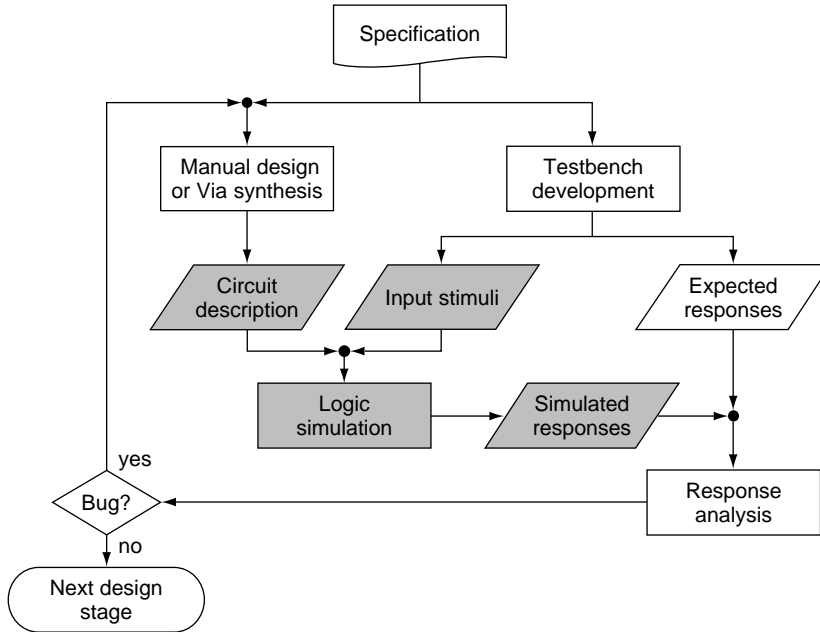 Specification
Manual design
or Via synthesis
Testbench
development
Circuit
description
Input stimuli
Expected
responses
Logic
simulation
Simulated
responses
yes
Bug?
Response
analysis
no
Next design
stage